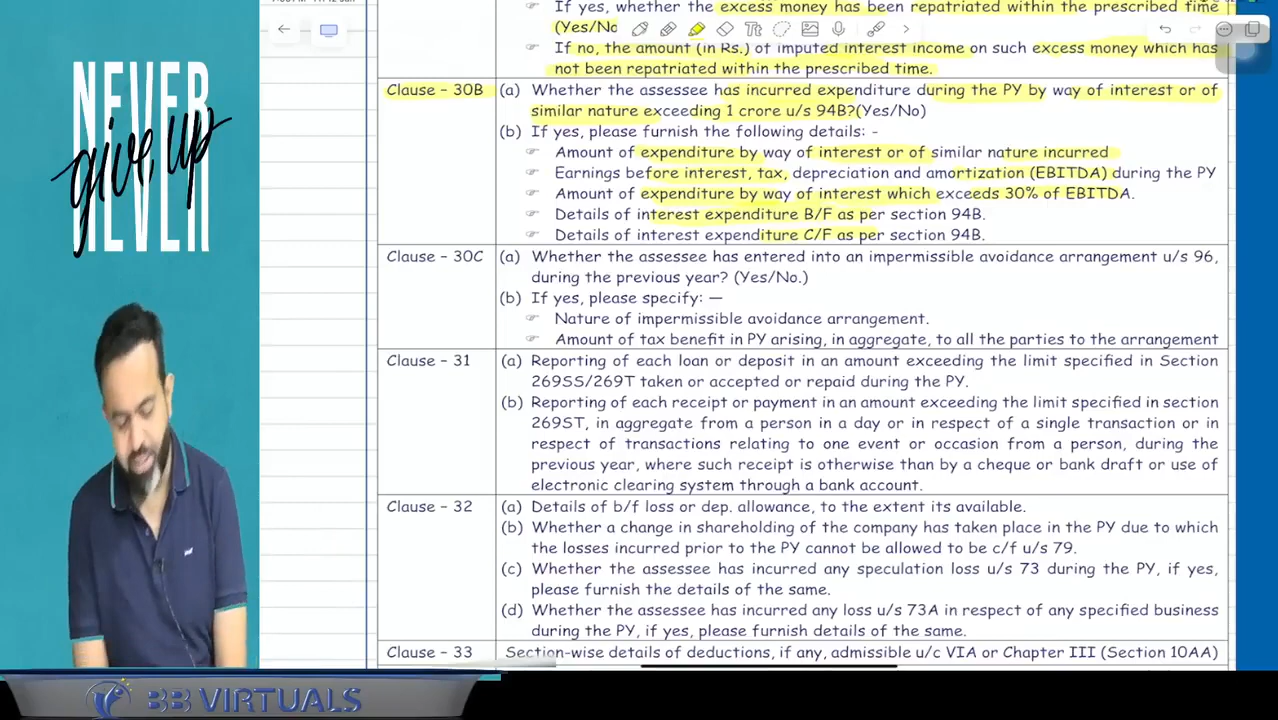 NEVER
give up
NEVER
☞ If yes, whether the excess money has been repatriated within the prescribed time
(Yes/No
☞ If no, the amount (in Rs.) of imputed interest income on such excess money which has
not been repatriated within the prescribed time.
Clause – 30B (a) Whether the assessee has incurred expenditure during the PY by way of interest or of
similar nature exceeding 1 crore u/s 94B?(Yes/No)
(b) If yes, please furnish the following details: -
☞ Amount of expenditure by way of interest or of similar nature incurred
☞ Earnings before interest, tax, depreciation and amortization (EBITDA) during the PY
☞ Amount of expenditure by way of interest which exceeds 30% of EBITDA.
☞ Details of interest expenditure B/F as per section 94B.
☞ Details of interest expenditure C/F as per section 94B.
Clause – 30C (a) Whether the assessee has entered into an impermissible avoidance arrangement u/s 96,
during the previous year? (Yes/No.)
(b) If yes, please specify: —
☞ Nature of impermissible avoidance arrangement.
☞ Amount of tax benefit in PY arising, in aggregate, to all the parties to the arrangement
Clause – 31 (a) Reporting of each loan or deposit in an amount exceeding the limit specified in Section
269SS/269T taken or accepted or repaid during the PY.
(b) Reporting of each receipt or payment in an amount exceeding the limit specified in section
269ST, in aggregate from a person in a day or in respect of a single transaction or in
respect of transactions relating to one event or occasion from a person, during the
previous year, where such receipt is otherwise than by a cheque or bank draft or use of
electronic clearing system through a bank account.
Clause – 32 (a) Details of b/f loss or dep. allowance, to the extent its available.
(b) Whether a change in shareholding of the company has taken place in the PY due to which
the losses incurred prior to the PY cannot be allowed to be c/f u/s 79.
(c) Whether the assessee has incurred any speculation loss u/s 73 during the PY, if yes,
please furnish the details of the same.
(d) Whether the assessee has incurred any loss u/s 73A in respect of any specified business
during the PY, if yes, please furnish details of the same.
Clause – 33 Section-wise details of deductions, if any, admissible u/c VIA or Chapter III (Section 10AA)
BB VIRTUALS